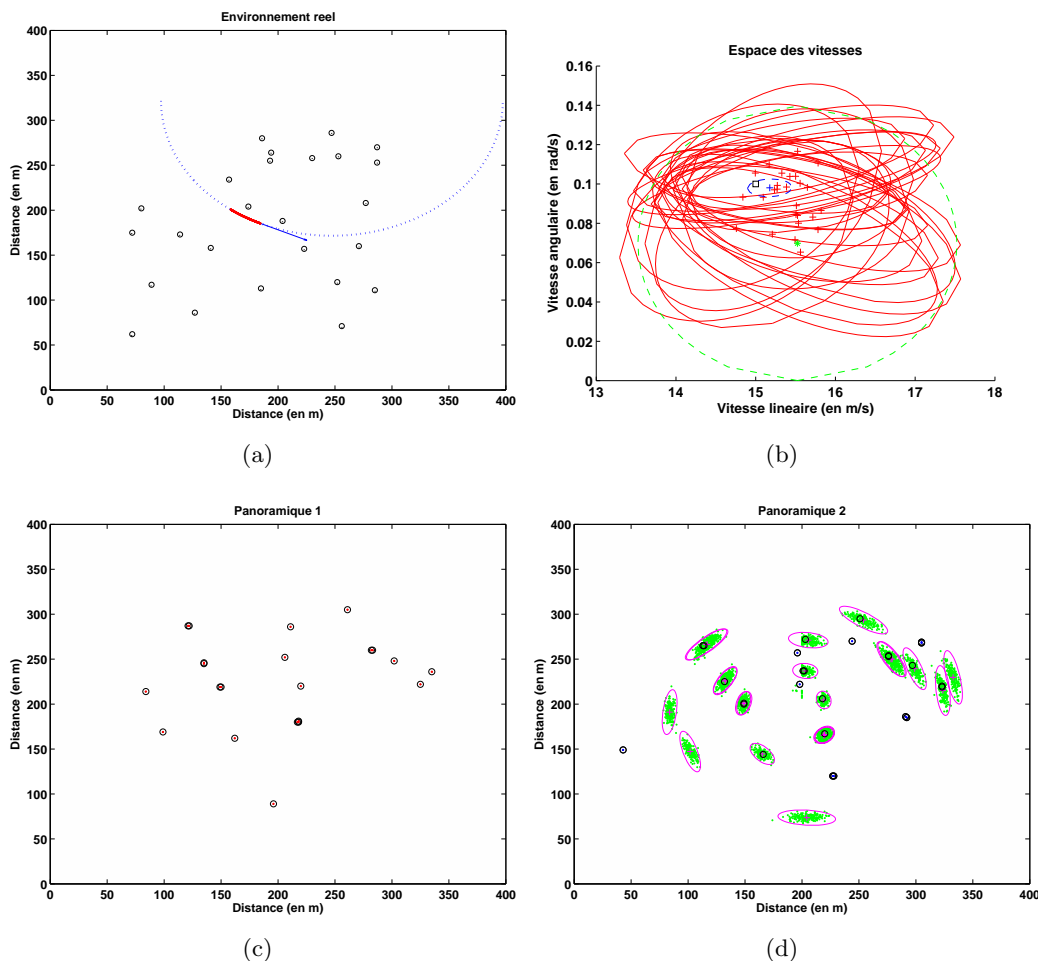 Environnement reel
400
350
300
250
200
150
100
50
0
0 50 100 150 200 250 300 350 400
Distance (en m)
Distance (en m)
(a)
Espace des vitesses
0.16
0.14
0.12
0.1
0.08
0.06
0.04
0.02
0
13 14 15 16 17 18
Vitesse angulaire (en rad/s)
Vitesse lineaire (en m/s)
(b)
Panoramique 1
400
350
300
250
200
150
100
50
0
0 50 100 150 200 250 300 350 400
Distance (en m)
Distance (en m)
(c)
Panoramique 2
400
350
300
250
200
150
100
50
0
0 50 100 150 200 250 300 350 400
Distance (en m)
Distance (en m)
(d)